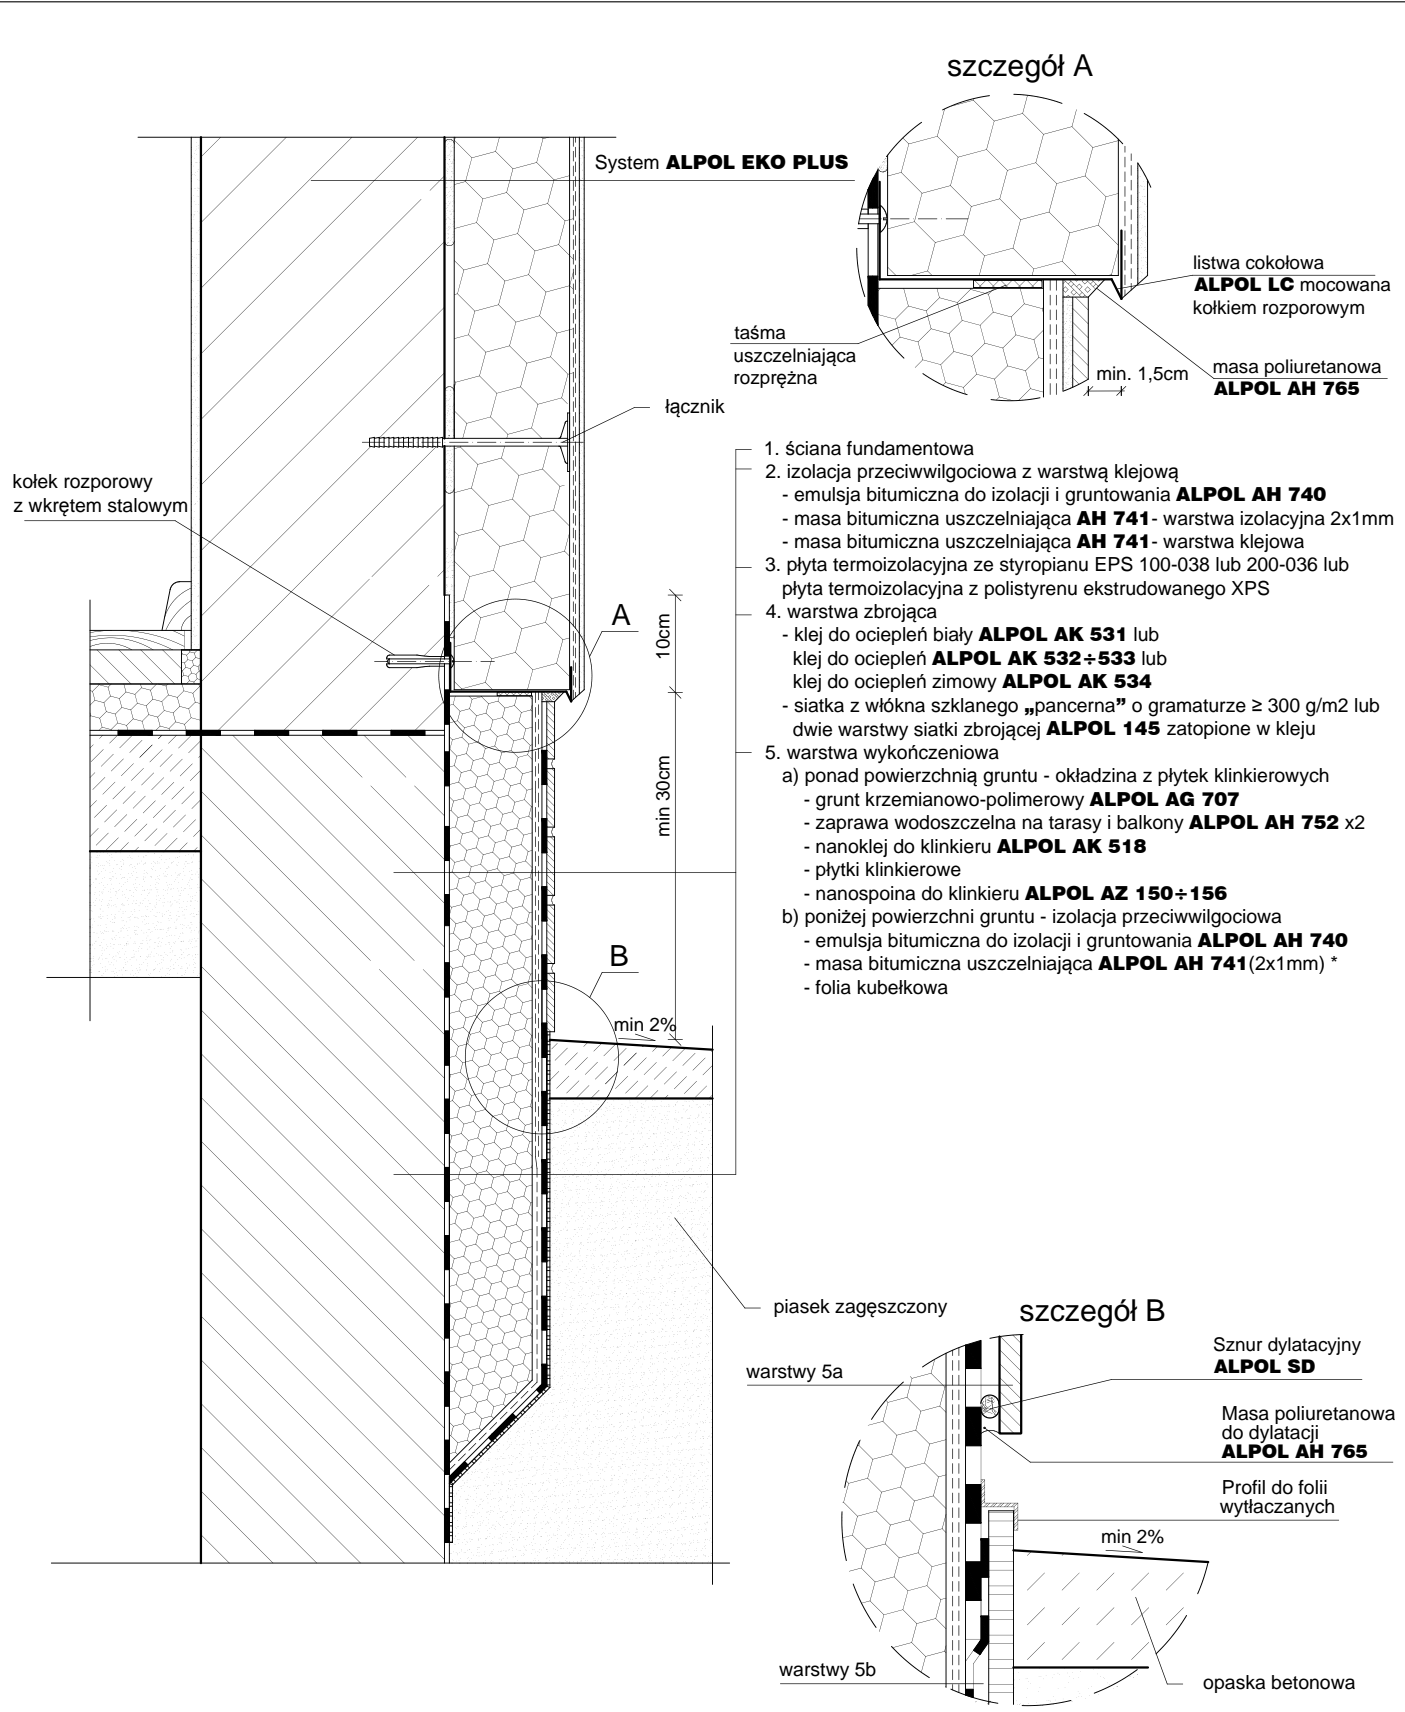 szczegół A
System ALPOL EKO PLUS
listwa cokołowa
ALPOL LC mocowana
kołkiem rozporowym
taśma
uszczelniająca
rozprężna
min. 1,5cm
masa poliuretanowa
ALPOL AH 765
łącznik
kołek rozporowy
z wkrętem stalowym
1. ściana fundamentowa
2. izolacja przeciwwilgociowa z warstwą klejową
- emulsja bitumiczna do izolacji i gruntowania ALPOL AH 740
- masa bitumiczna uszczelniająca AH 741- warstwa izolacyjna 2x1mm
- masa bitumiczna uszczelniająca AH 741- warstwa klejowa
3. płyta termoizolacyjna ze styropianu EPS 100-038 lub 200-036 lub
płyta termoizolacyjna z polistyrenu ekstrudowanego XPS
4. warstwa zbrojąca
- klej do ociepleń biały ALPOL AK 531 lub
klej do ociepleń ALPOL AK 532÷533 lub
klej do ociepleń zimowy ALPOL AK 534
- siatka z włókna szklanego „pancerna” o gramaturze ≥ 300 g/m2 lub
dwie warstwy siatki zbrojącej ALPOL 145 zatopione w kleju
5. warstwa wykończeniowa
a) ponad powierzchnią gruntu - okładzina z płytek klinkierowych
- grunt krzemianowo-polimerowy ALPOL AG 707
- zaprawa wodoszczelna na tarasy i balkony ALPOL AH 752 x2
- nanoklej do klinkieru ALPOL AK 518
- płytki klinkierowe
- nanospoina do klinkieru ALPOL AZ 150÷156
b) poniżej powierzchni gruntu - izolacja przeciwwilgociowa
- emulsja bitumiczna do izolacji i gruntowania ALPOL AH 740
- masa bitumiczna uszczelniająca ALPOL AH 741(2x1mm) *
- folia kubełkowa
A
10cm
min 30cm
B
min 2%
piasek zagęszczony
szczegół B
Sznur dylatacyjny
ALPOL SD
warstwy 5a
Masa poliuretanowa
do dylatacji
ALPOL AH 765
Profil do folii
wytłaczanych
min 2%
warstwy 5b
opaska betonowa